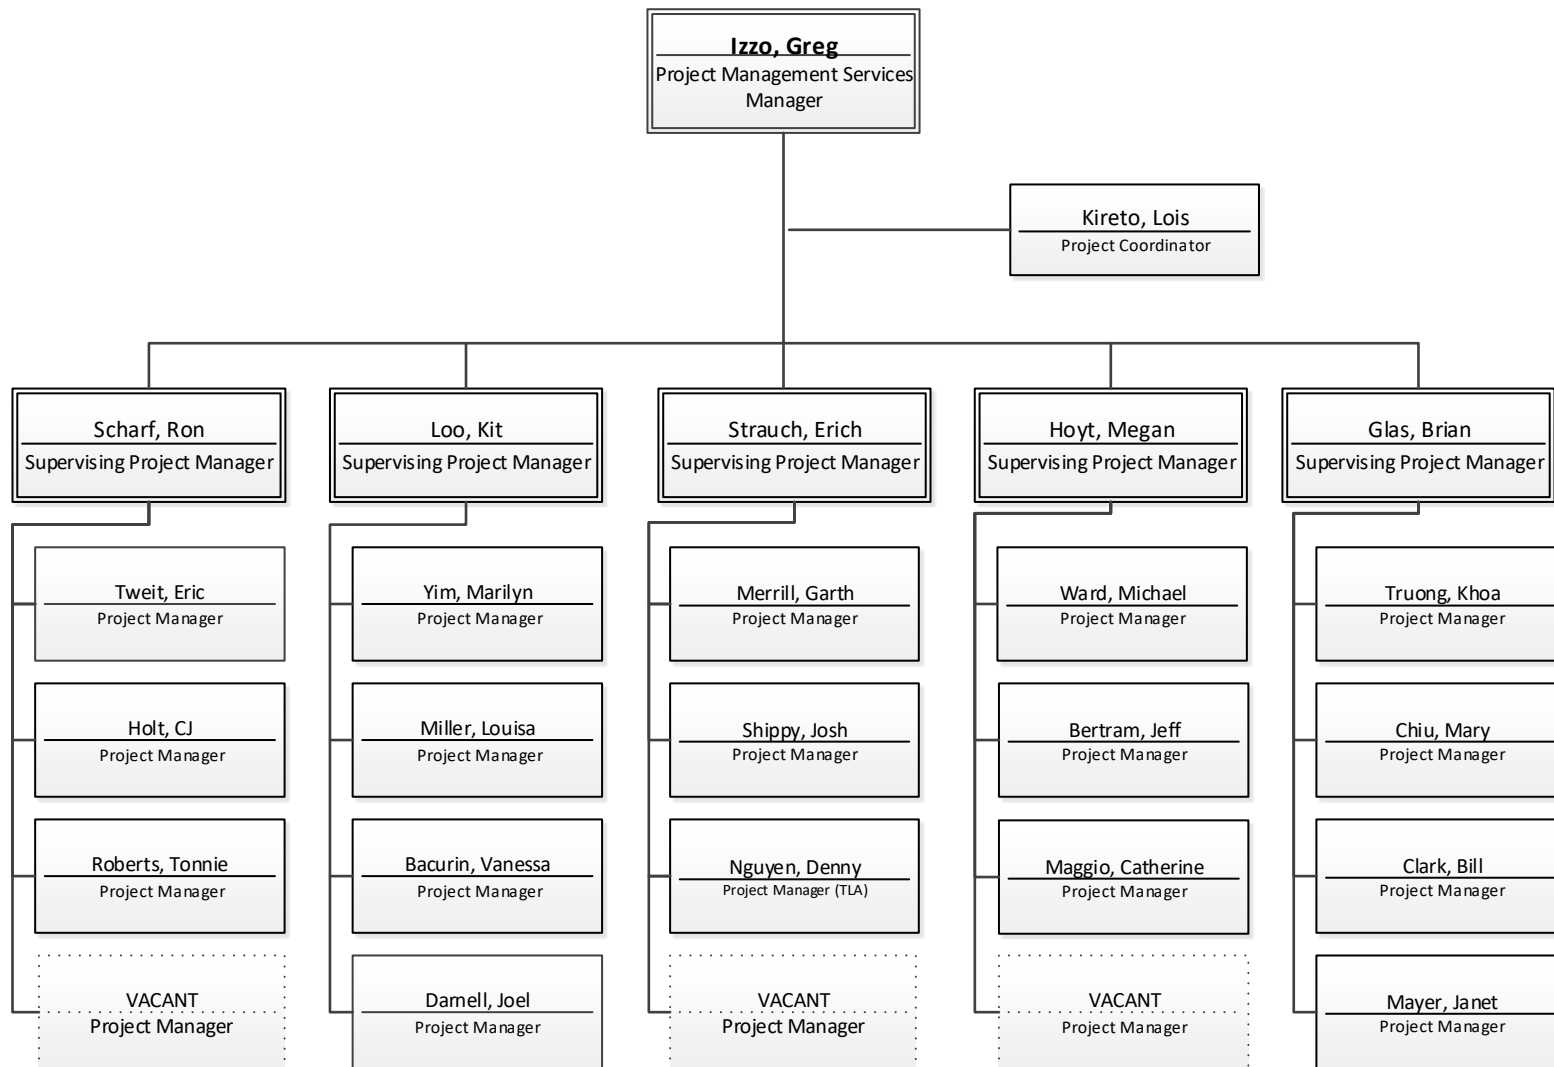 Izzo, Greg
Project Management Services
Manager
Kireto, Lois
Project Coordinator
Scharf, Ron
Supervising Project Manager
Loo, Kit
Supervising Project Manager
Strauch, Erich
Supervising Project Manager
Hoyt, Megan
Supervising Project Manager
Glas, Brian
Supervising Project Manager
Tweit, Eric
Project Manager
Yim, Marilyn
Project Manager
Merrill, Garth
Project Manager
Ward, Michael
Project Manager
Truong, Khoa
Project Manager
Holt, CJ
Project Manager
Miller, Louisa
Project Manager
Shippy, Josh
Project Manager
Bertram, Jeff
Project Manager
Chiu, Mary
Project Manager
Roberts, Tonnie
Project Manager
Bacurin, Vanessa
Project Manager
Nguyen, Denny
Project Manager (TLA)
Maggio, Catherine
Project Manager
Clark, Bill
Project Manager
VACANT
Project Manager
Darnell, Joel
Project Manager
VACANT
Project Manager
VACANT
Project Manager
Mayer, Janet
Project Manager